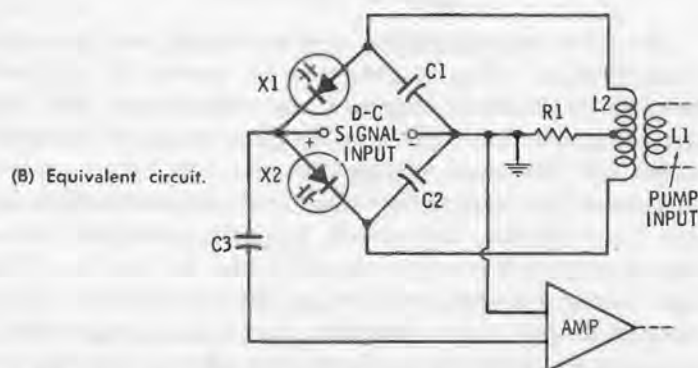 X1
C1
D-C
SIGNAL
INPUT
+
-
R1
L2
L1
(B) Equivalent circuit.
X2
C2
PUMP
INPUT
C3
AMP